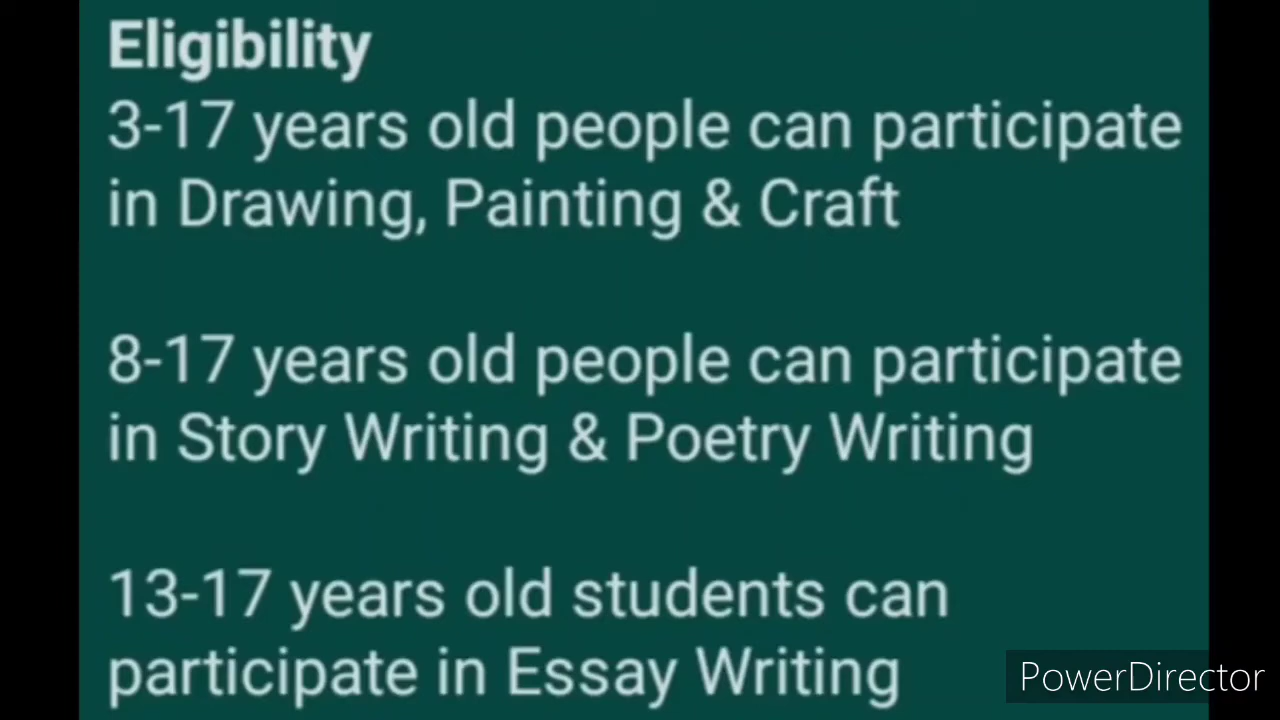 Eligibility
3-17 years old people can participate
in Drawing, Painting & Craft
8-17 years old people can participate
in Story Writing & Poetry Writing
13-17 years old students can
participate in Essay Writing
PowerDirector